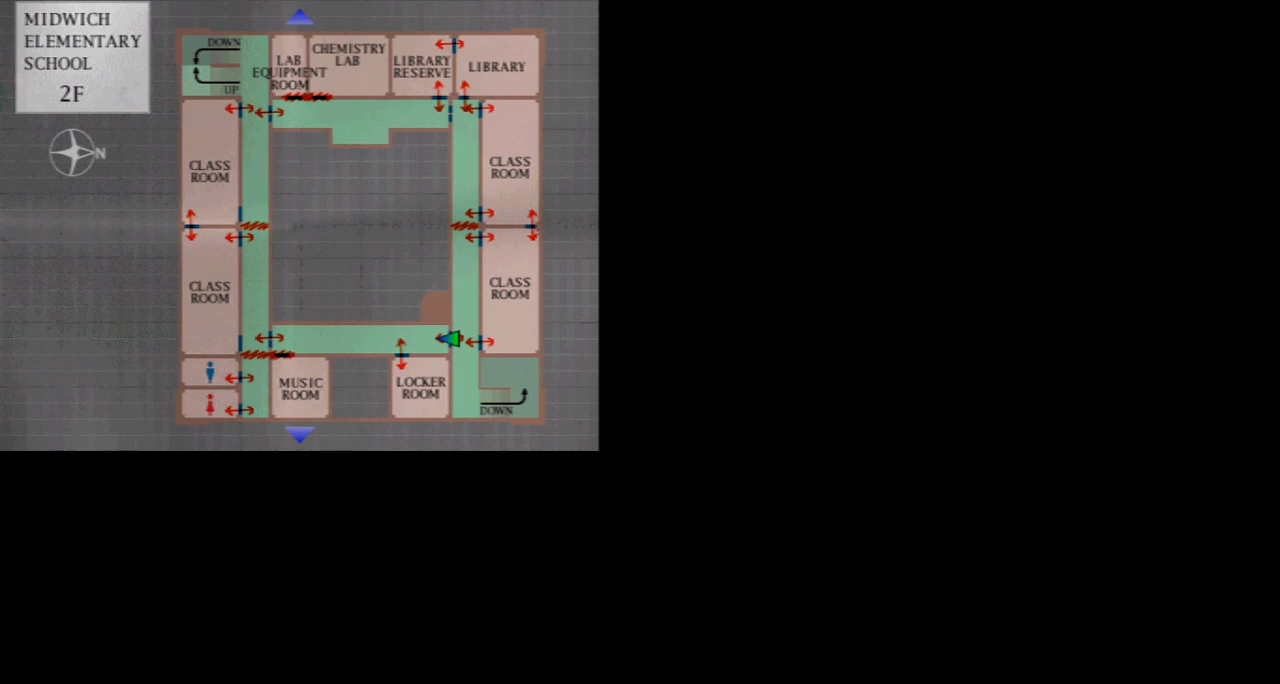 MIDWICH
ELEMENTARY
SCHOOL
2F
N
DOWN
UP
LAB
EQUIPMENT
ROOM
CHEMISTRY
LAB
LIBRARY
RESERVE
LIBRARY
CLASS
ROOM
CLASS
ROOM
CLASS
ROOM
CLASS
ROOM
MUSIC
ROOM
LOCKER
ROOM
DOWN